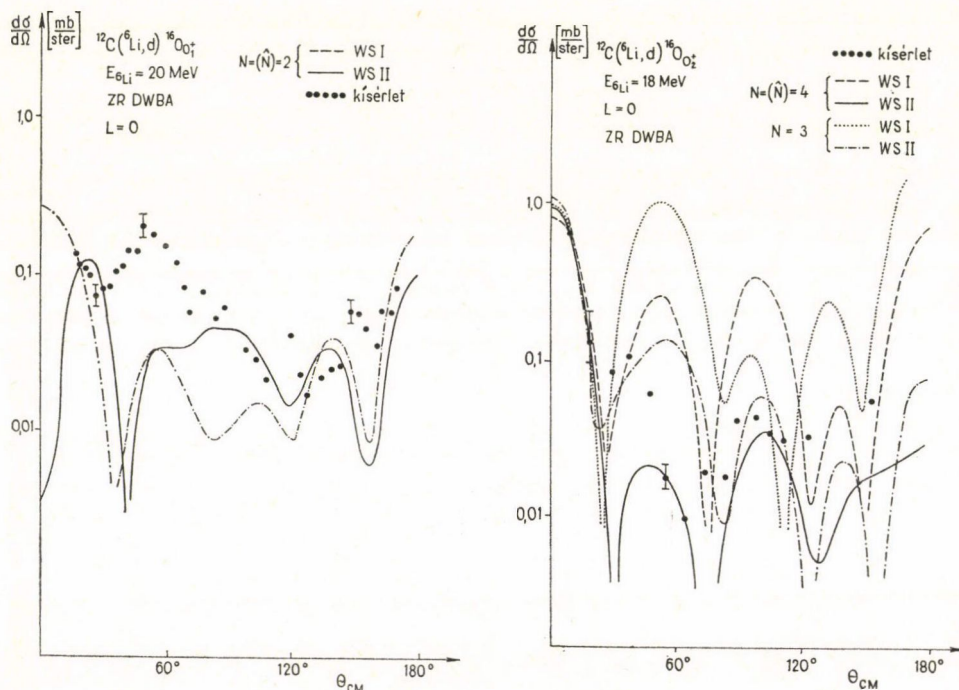 dσ/dΩ [mb/ster] ¹²C(⁶Li,d) ¹⁶O₀₁⁺
E₆Li = 20 MeV
ZR DWBA
L = 0
N=(N̂)=2 { WS I
WS II
kísérlet
1,0
0,1
0,01
60°
120°
180°
θCM
dσ/dΩ [mb/ster] ¹²C(⁶Li,d) ¹⁶O₀₂⁺
E₆Li = 18 MeV
L = 0
ZR DWBA
kísérlet
N=(N̂)=4 { WS I
WS II
N = 3 { WS I
WS II
1,0
0,1
0,01
60°
120°
180°
θCM